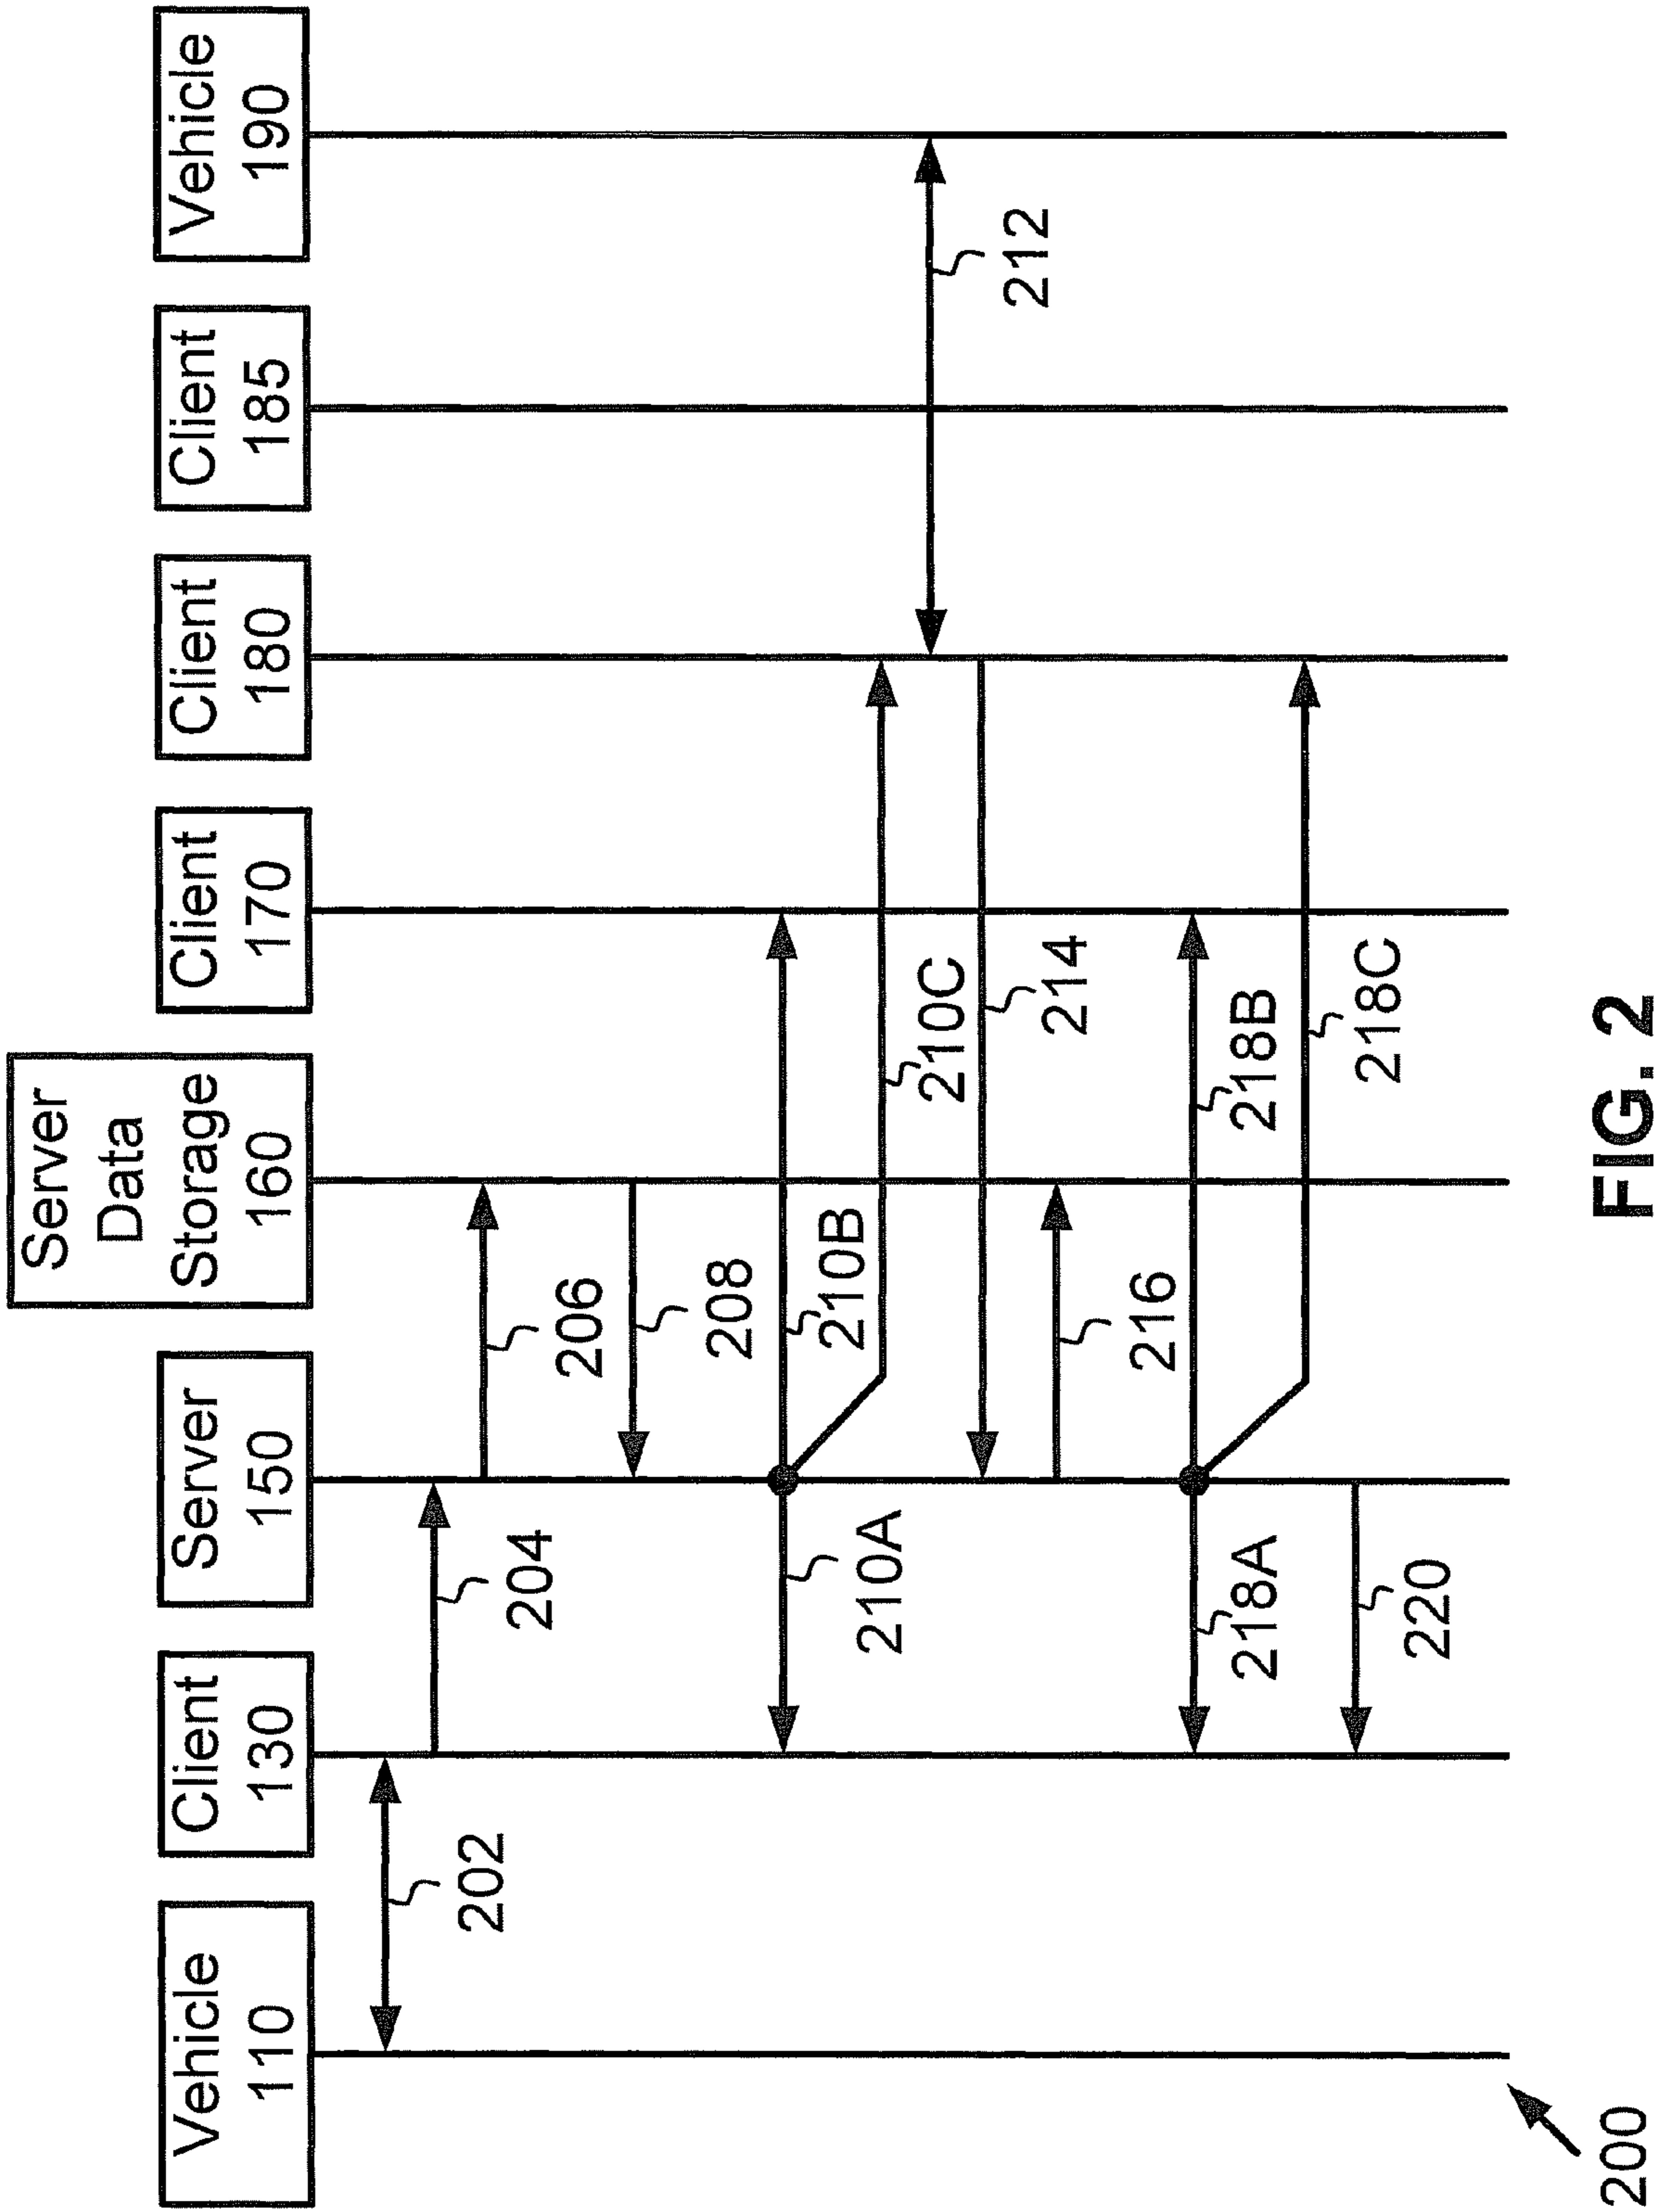 Vehicle
110
Client
130
Server
150
Server
Data
Storage
160
Client
170
Client
180
Client
185
Vehicle
190
202
204
206
208
210A
210B
210C
212
214
216
218A
218B
218C
220
200
FIG. 2